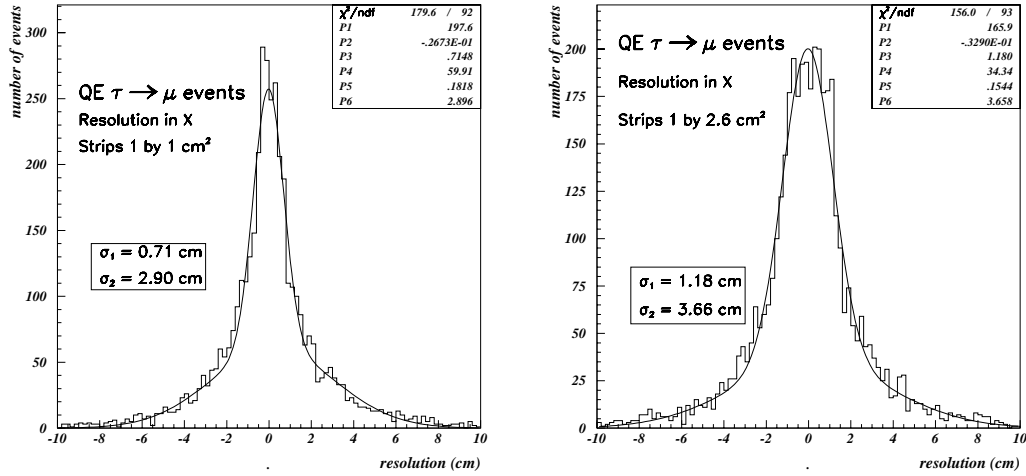 χ²/ndf 179.6 / 92
P1 197.6
P2 -.2673E-01
P3 .7148
P4 59.91
P5 .1818
P6 2.896
number of events
300
250
200
150
100
50
0
QE τ → μ events
Resolution in X
Strips 1 by 1 cm²
σ₁ = 0.71 cm
σ₂ = 2.90 cm
-10 -8 -6 -4 -2 0 2 4 6 8 10
resolution (cm)
χ²/ndf 156.0 / 93
P1 165.9
P2 -.3290E-01
P3 1.180
P4 34.34
P5 .1544
P6 3.658
number of events
200
175
150
125
100
75
50
25
0
QE τ → μ events
Resolution in X
Strips 1 by 2.6 cm²
σ₁ = 1.18 cm
σ₂ = 3.66 cm
-10 -8 -6 -4 -2 0 2 4 6 8 10
resolution (cm)